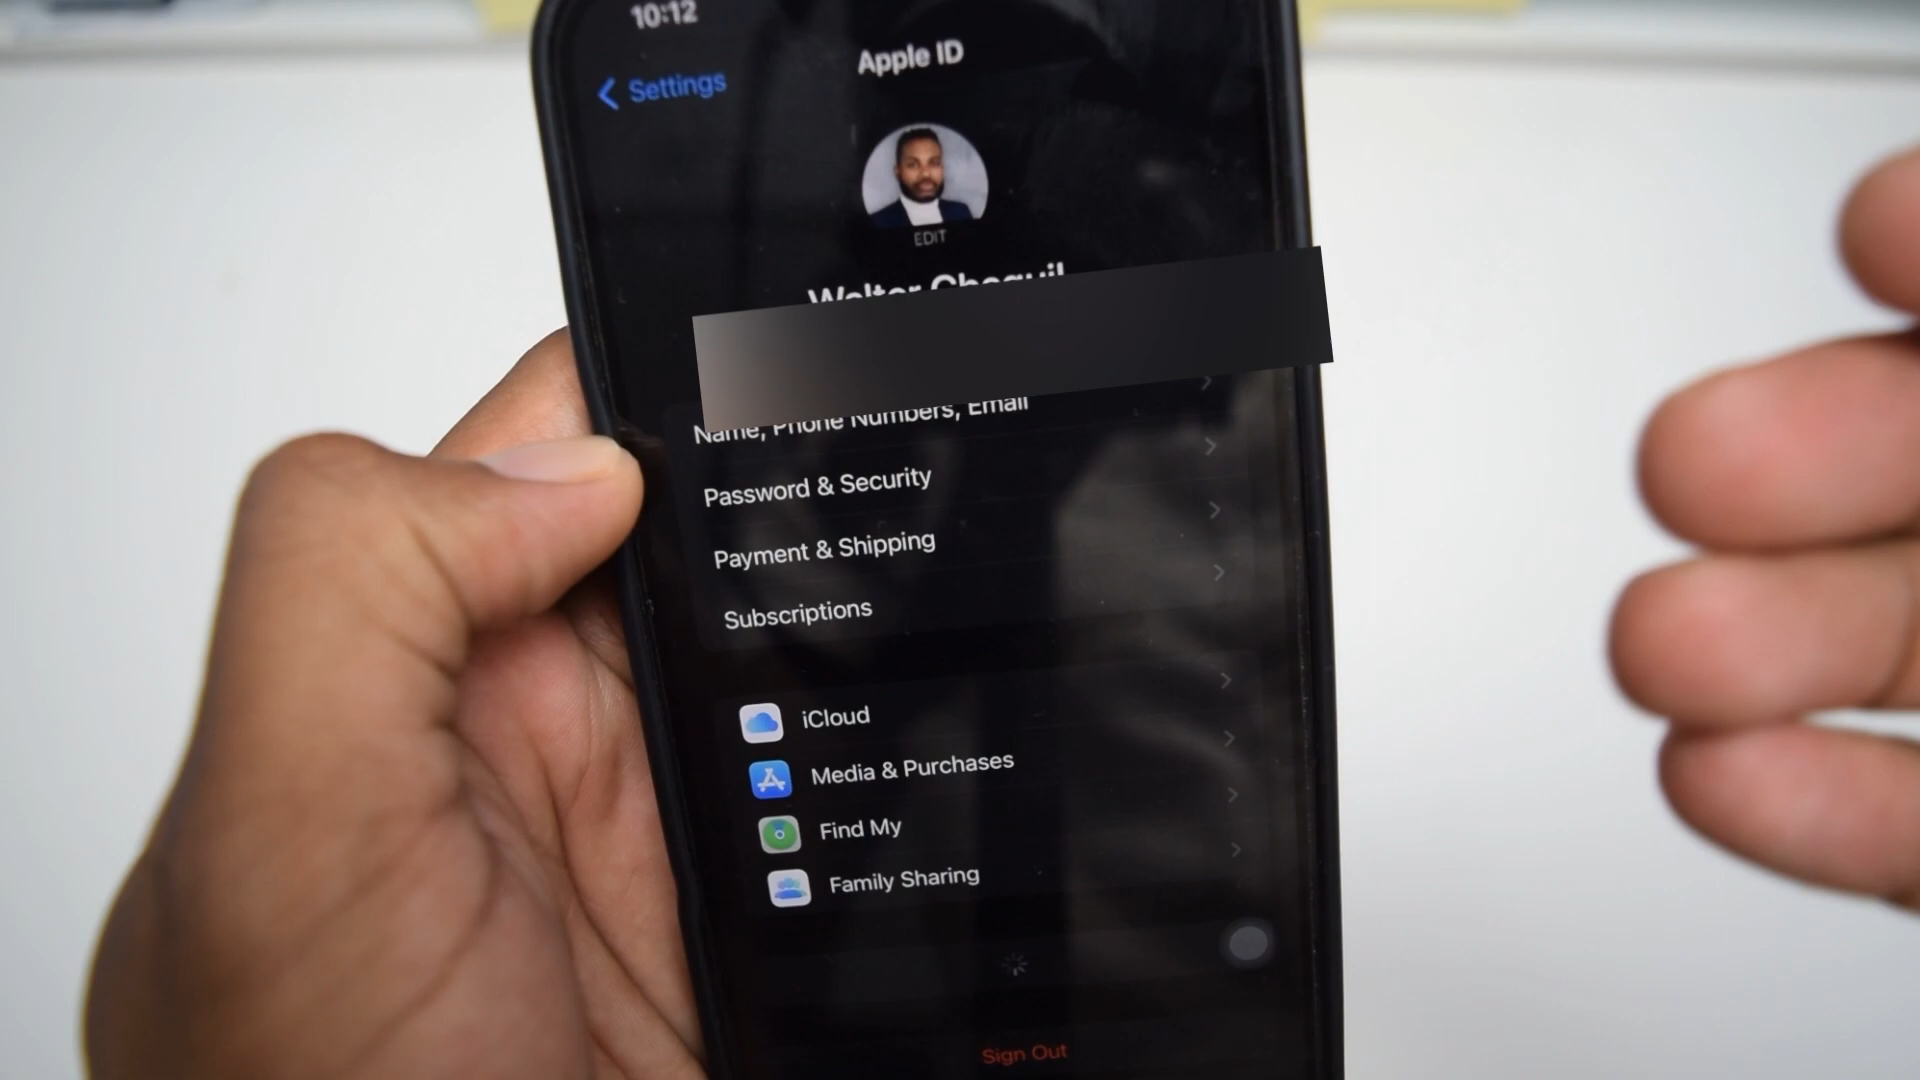 10:12
Apple ID
Settings
EDIT
Walter
Name, Phone Numbers, Email
Password & Security
Payment & Shipping
Subscriptions
iCloud
Media & Purchases
Find My
Family Sharing
Sign Out